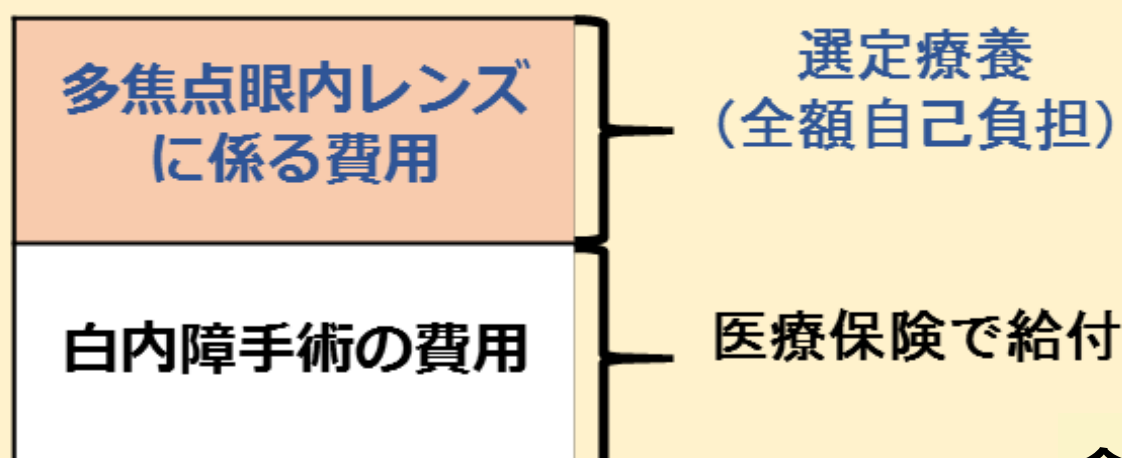 多焦点眼内レンズ
に係る費用
選定療養
（全額自己負担）
白内障手術の費用
医療保険で給付